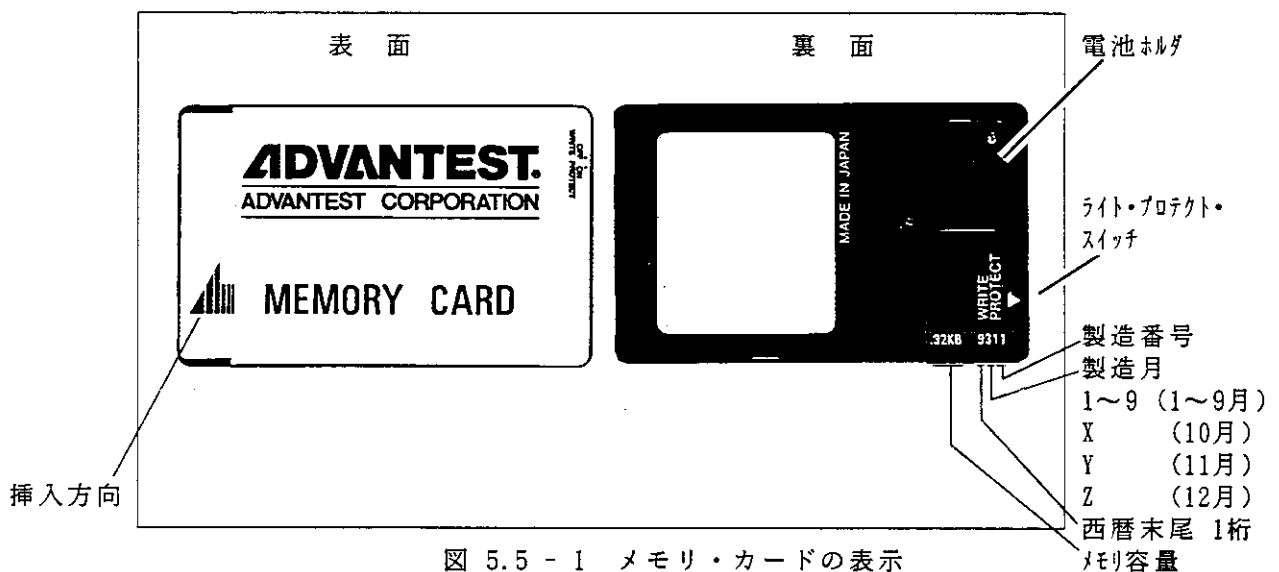 表 面
裏 面
電池ホルダ
ADVANTEST.
ADVANTEST CORPORATION
OFF ON
WRITE PROTECT
MEMORY CARD
MADE IN JAPAN
WRITE
PROTECT
32KB 9311
ライト・プロテクト・
スイッチ
製造番号
製造月
1〜9 (1〜9月)
X (10月)
Y (11月)
Z (12月)
西暦末尾 1桁
メモリ容量
挿入方向
図 5.5 - 1 メモリ・カードの表示